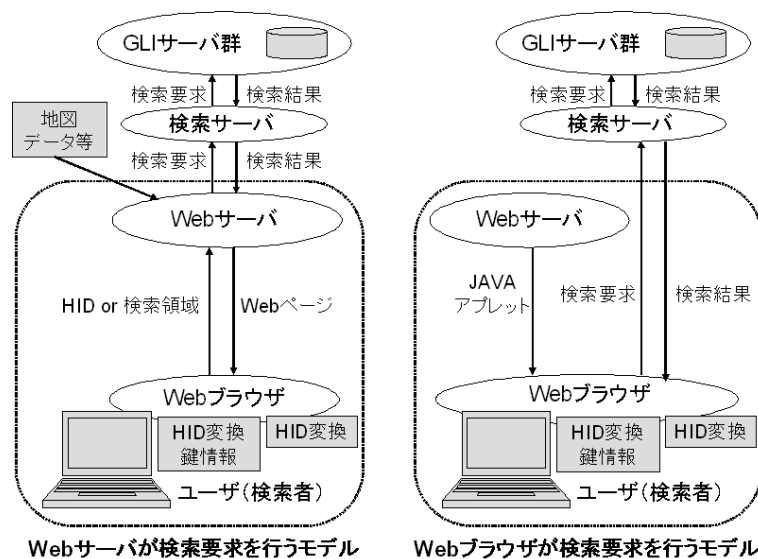 GLIサーバ群
検索要求
検索結果
地図
データ等
検索サーバ
検索要求
検索結果
Webサーバ
HID or 検索領域
Webページ
Webブラウザ
HID変換
鍵情報
HID変換
ユーザ(検索者)
Webサーバが検索要求を行うモデル
GLIサーバ群
検索要求
検索結果
検索サーバ
Webサーバ
JAVA
アプレット
検索要求
検索結果
Webブラウザ
HID変換
鍵情報
HID変換
ユーザ(検索者)
Webブラウザが検索要求を行うモデル